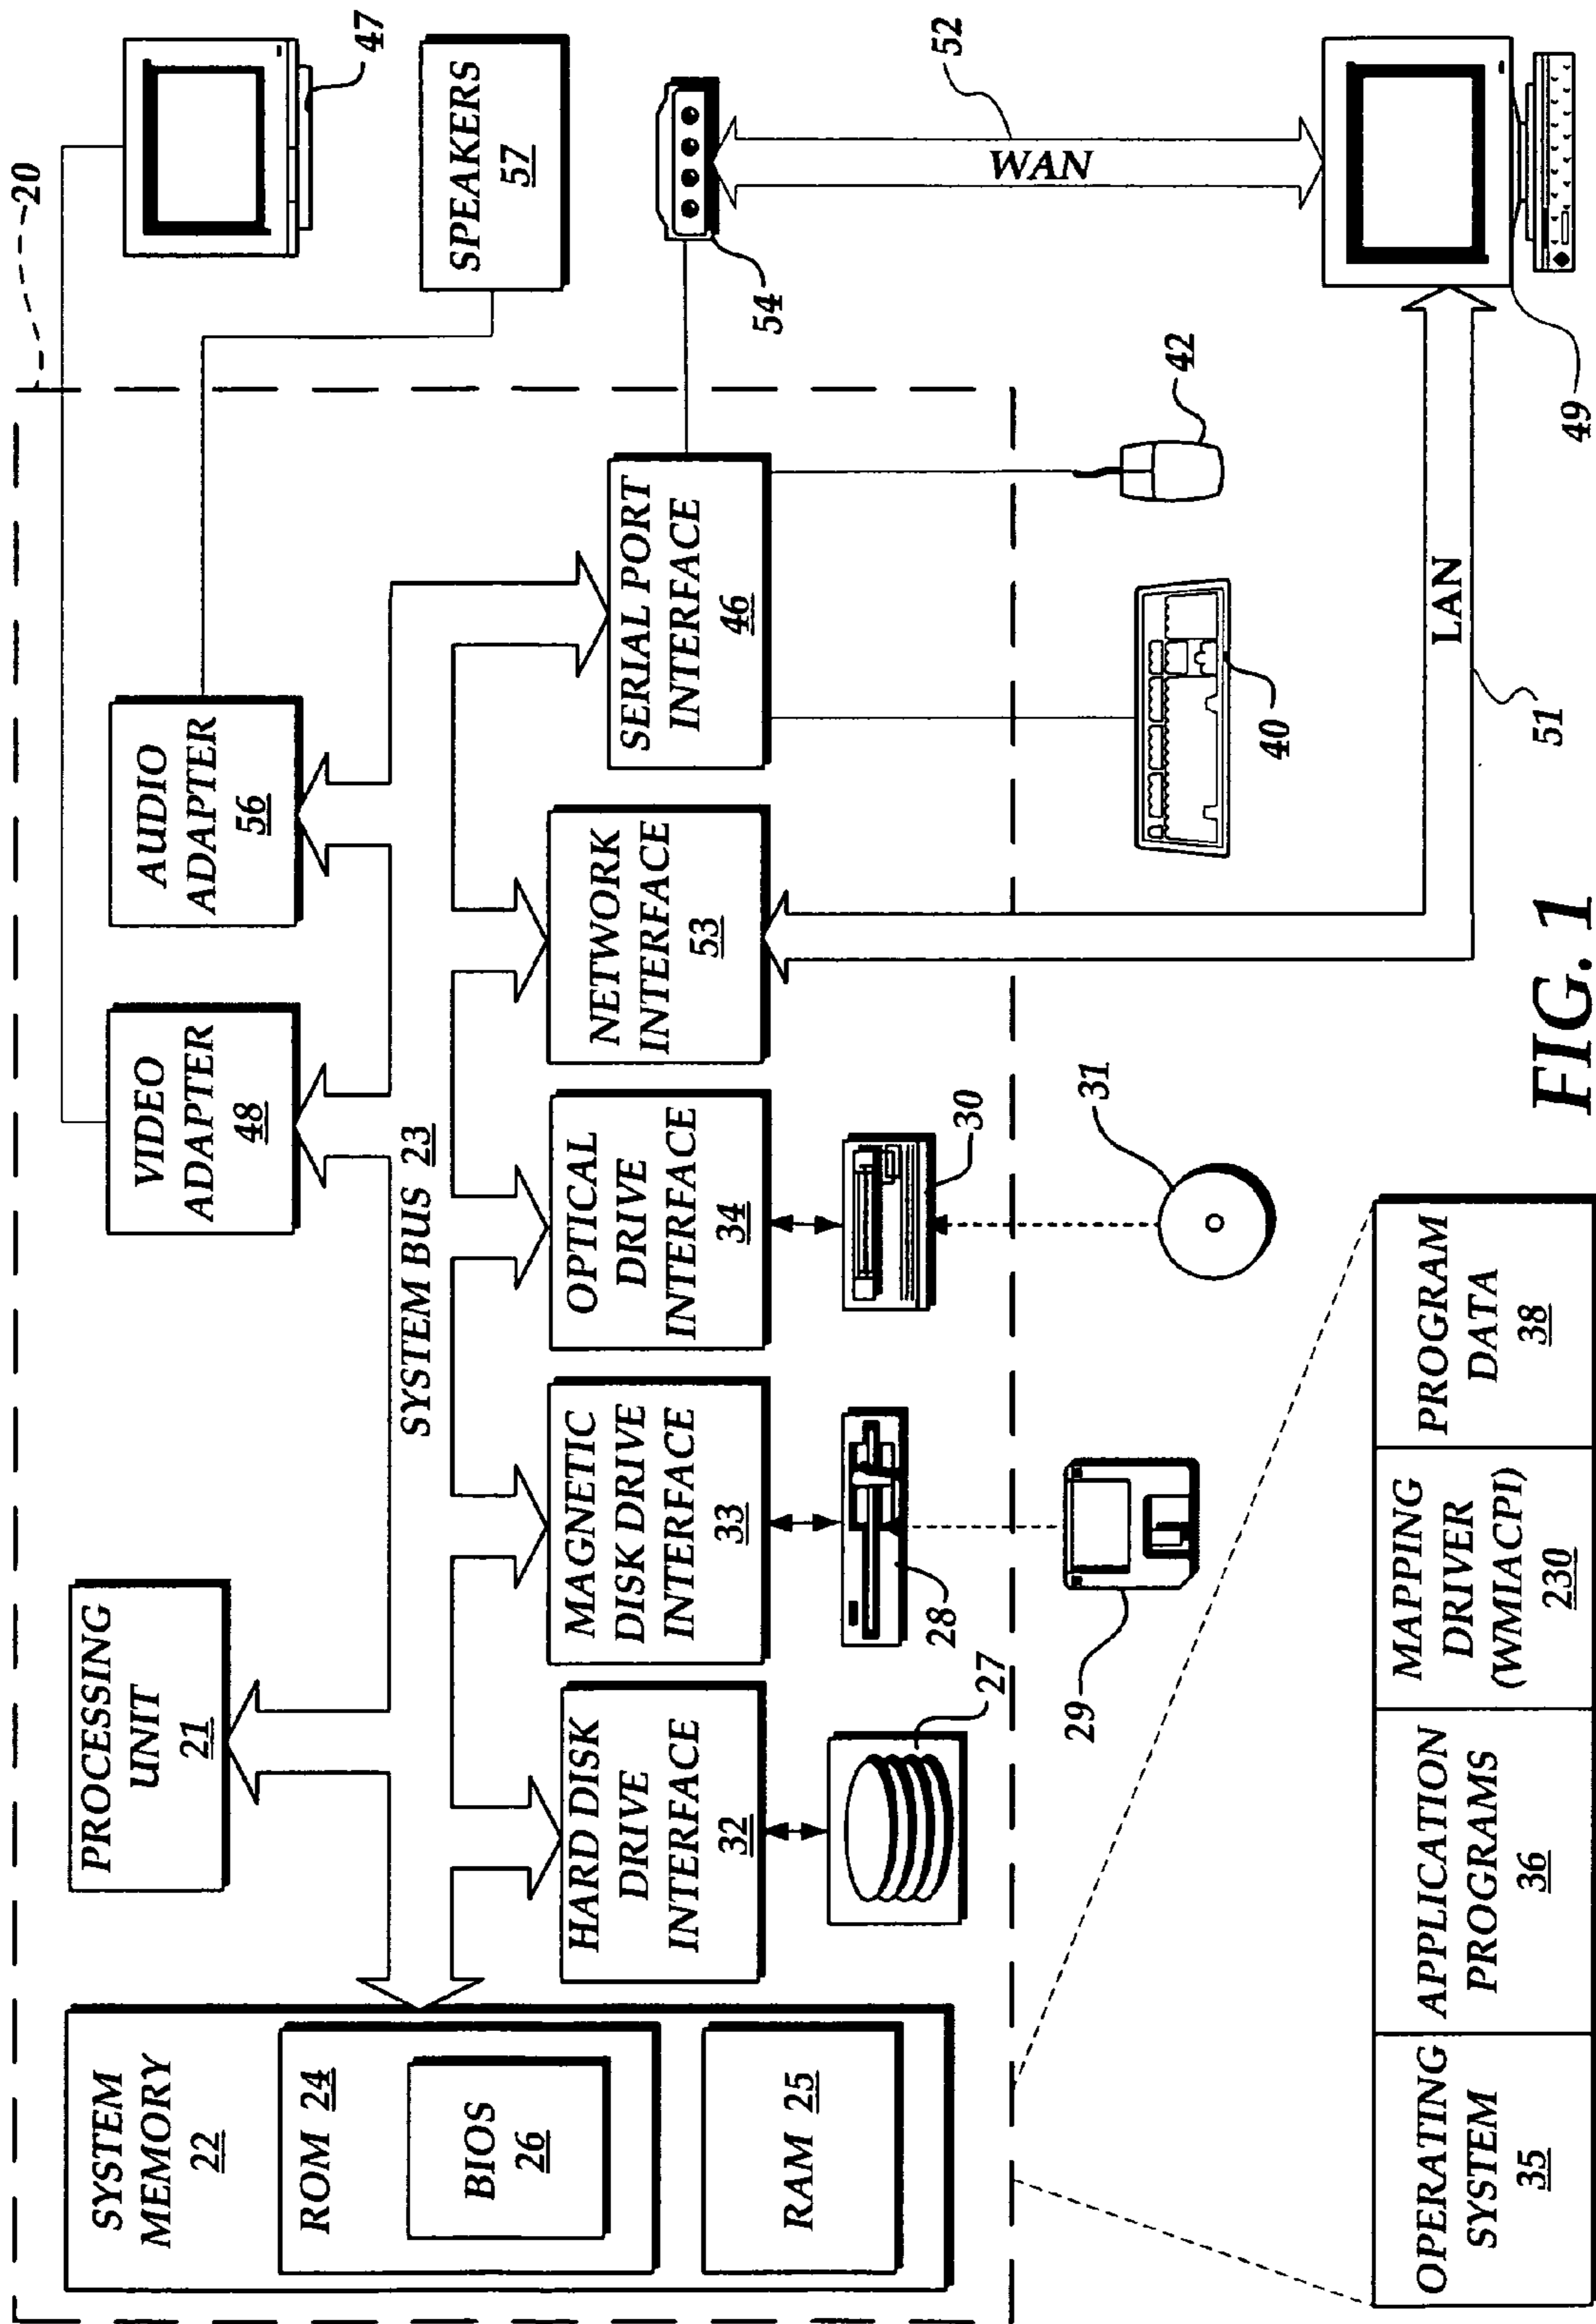 20
SYSTEM
MEMORY
22
ROM 24
BIOS
26
RAM 25
PROCESSING
UNIT
21
VIDEO
ADAPTER
48
AUDIO
ADAPTER
56
47
SPEAKERS
57
SYSTEM BUS 23
HARD DISK
DRIVE
INTERFACE
32
MAGNETIC
DISK DRIVE
INTERFACE
33
OPTICAL
DRIVE
INTERFACE
34
NETWORK
INTERFACE
53
SERIAL PORT
INTERFACE
46
54
52
WAN
27
28
30
29
31
40
42
LAN
51
49
OPERATING
SYSTEM
35
APPLICATION
PROGRAMS
36
MAPPING
DRIVER
(WMIACPI)
230
PROGRAM
DATA
38
FIG. 1